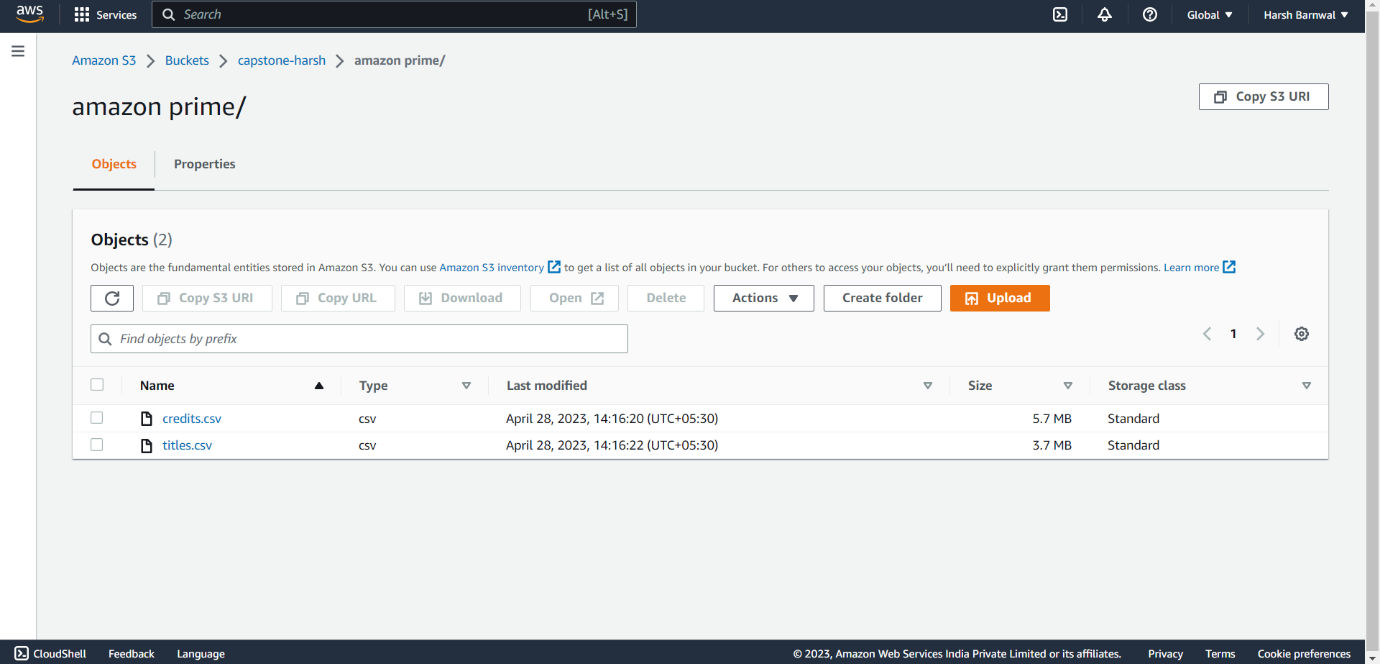 aws Services Search [Alt+S] Global Harsh Barnwal
Amazon S3 Buckets capstone-harsh amazon prime/
amazon prime/
Copy S3 URI
Objects Properties
Objects (2)
Objects are the fundamental entities stored in Amazon S3. You can use Amazon S3 inventory to get a list of all objects in your bucket. For others to access your objects, you'll need to explicitly grant them permissions. Learn more
Copy S3 URI Copy URL Download Open Delete Actions Create folder Upload
Find objects by prefix 1
Name Type Last modified Size Storage class
credits.csv csv April 28, 2023, 14:16:20 (UTC+05:30) 5.7 MB Standard
titles.csv csv April 28, 2023, 14:16:22 (UTC+05:30) 3.7 MB Standard
CloudShell Feedback Language © 2023, Amazon Web Services India Private Limited or its affiliates. Privacy Terms Cookie preferences